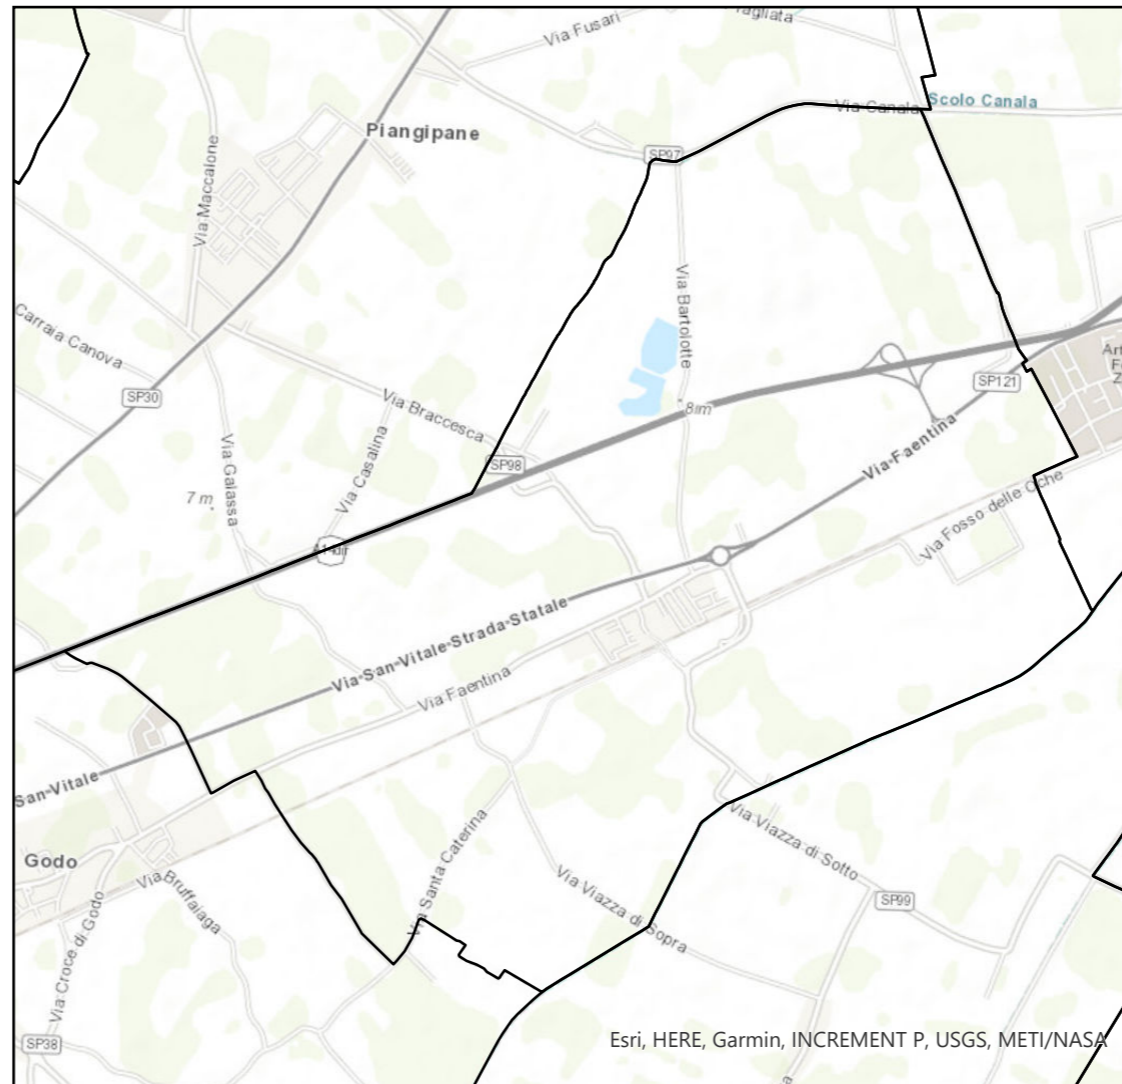 Via Fusari
Tagliata
Scolo Canala
Via Canala
Piangipane
SP97
Via Maccalone
Via Bartolotte
Carraia Canova
SP30
Via Braccesca
8 m
SP121
Via Faentina
Via Galassa
Via Casalina
SP98
7 m
A14dir
Via Fosso delle Oche
Via-San-Vitale-Strada-Statale
Via Faentina
San-Vitale
Godo
Via Bruffalaga
Via Santa Caterina
Via Viazza di Sotto
Via Viazza di Sopra
SP99
Via Croce di Godo
SP38
Esri, HERE, Garmin, INCREMENT P, USGS, METI/NASA